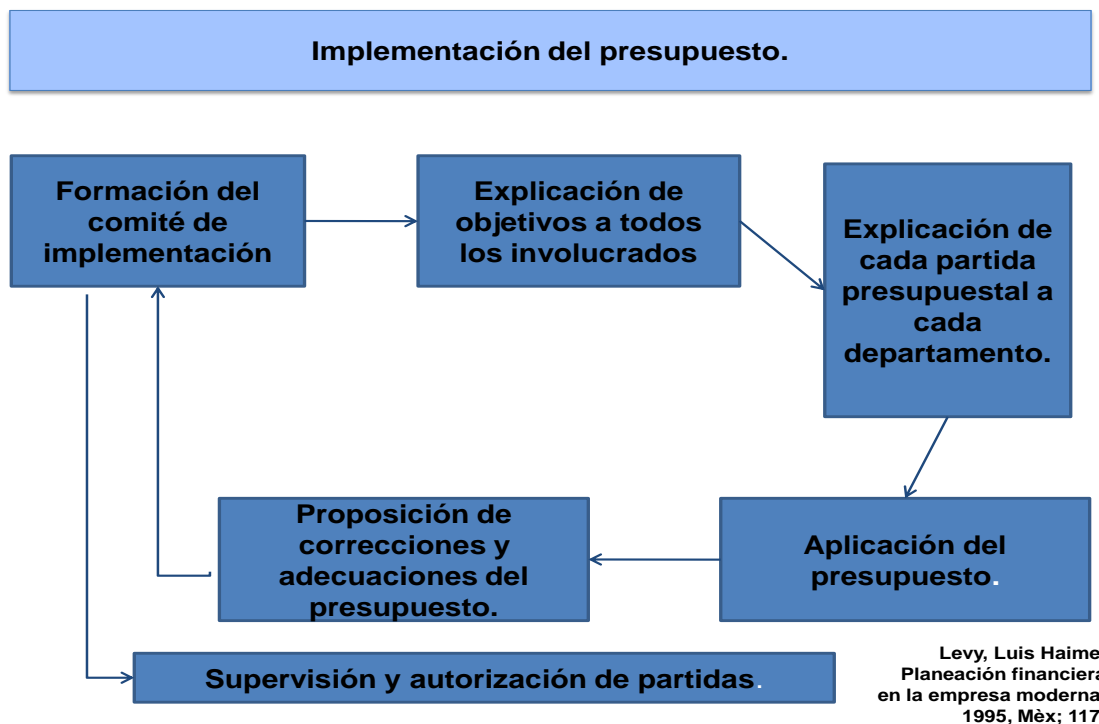 Implementación del presupuesto.
Formación del
comité de
implementación
Explicación de
objetivos a todos
los involucrados
Explicación de
cada partida
presupuestal a
cada
departamento.
Aplicación del
presupuesto.
Proposición de
correcciones y
adecuaciones del
presupuesto.
Supervisión y autorización de partidas.
Levy, Luis Haime
Planeación financiera
en la empresa moderna
1995, Mèx; 117